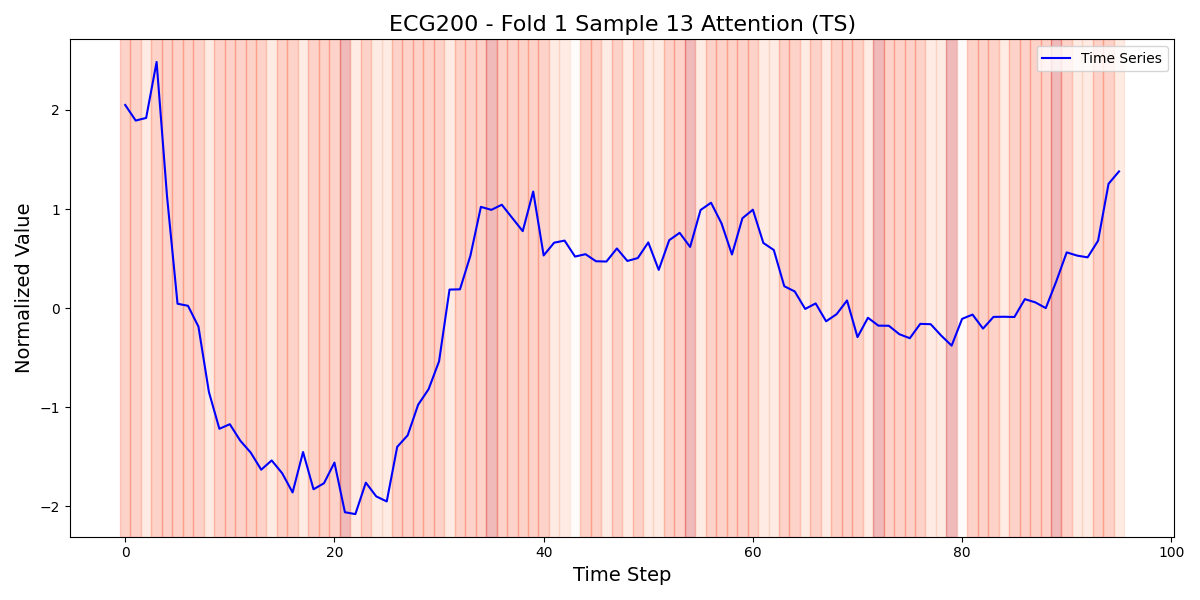 ECG200 - Fold 1 Sample 13 Attention (TS)
Time Series
Normalized Value
2
1
0
−1
−2
0 20 40 60 80 100
Time Step